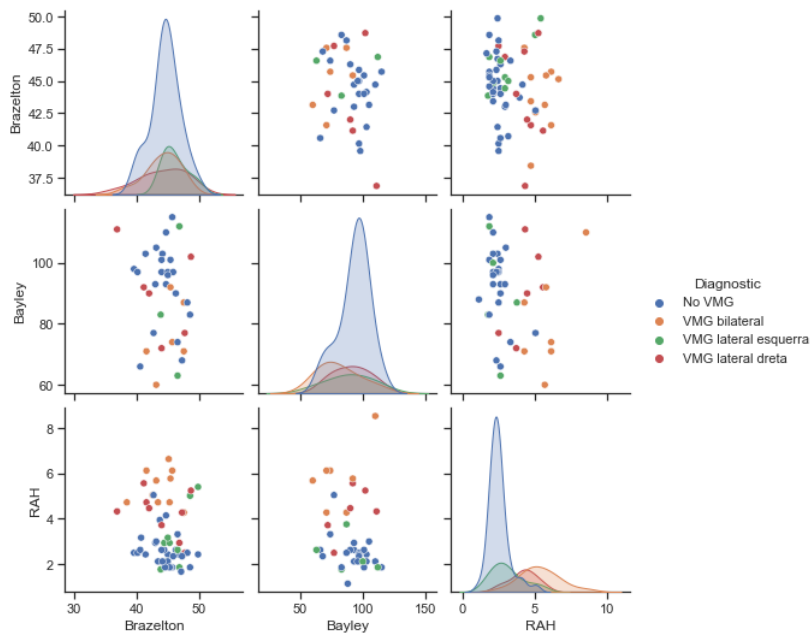 50.0
47.5
45.0
42.5
40.0
37.5
Brazelton
100
80
60
Bayley
Diagnostic
No VMG
VMG bilateral
VMG lateral esquerra
VMG lateral dreta
8
6
4
2
RAH
30 40 50
Brazelton
50 100 150
Bayley
0 5 10
RAH